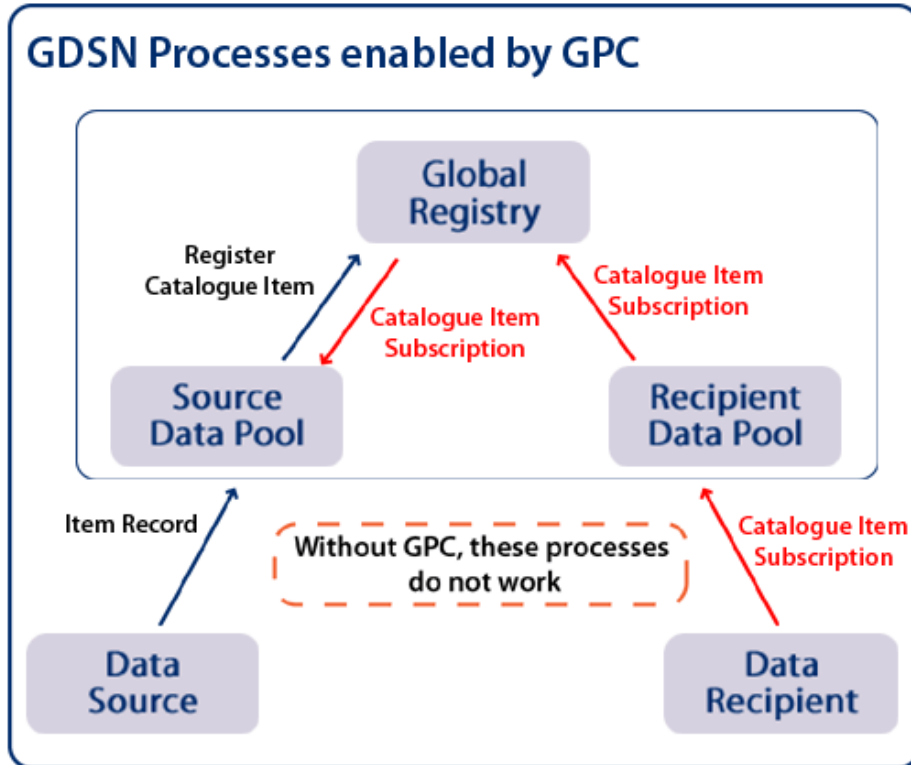 GDSN Processes enabled by GPC
Global
Registry
Register
Catalogue Item
Catalogue Item
Subscription
Catalogue Item
Subscription
Source
Data Pool
Recipient
Data Pool
Item Record
Without GPC, these processes
do not work
Catalogue Item
Subscription
Data
Source
Data
Recipient